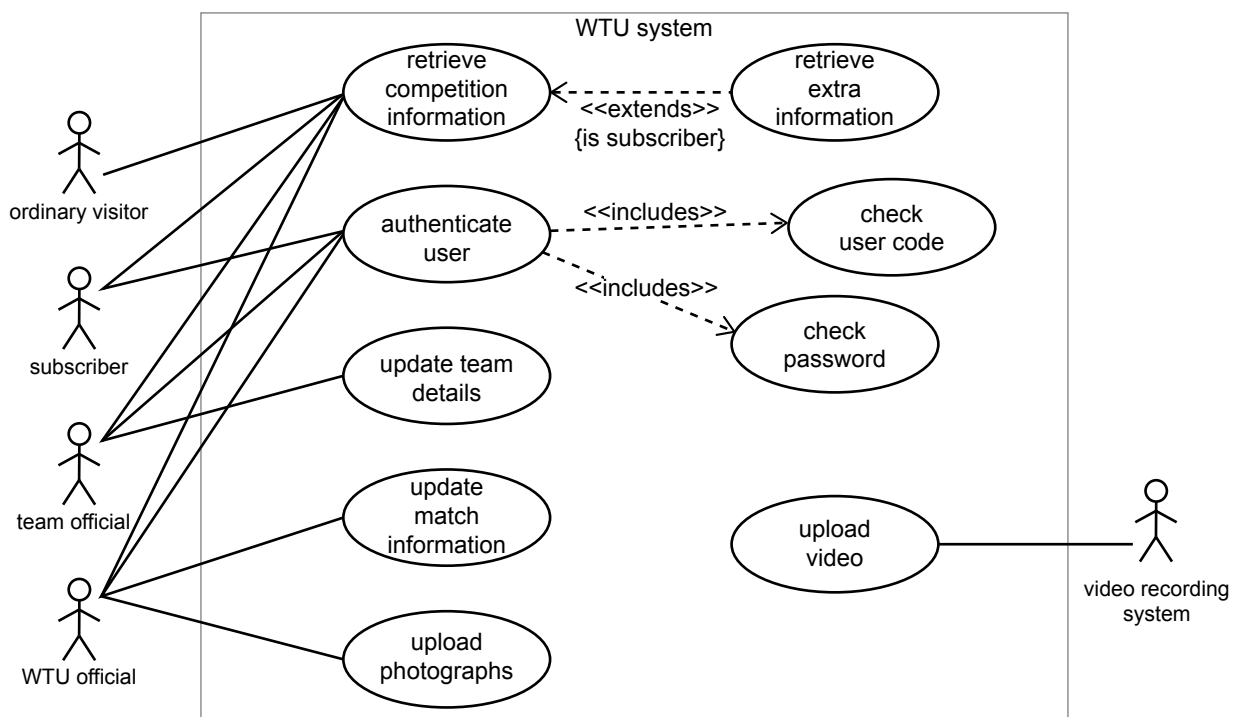 WTU system
retrieve
competition
information
retrieve
extra
information
<<extends>>
{is subscriber}
ordinary visitor
authenticate
user
<<includes>>
check
user code
<<includes>>
check
password
subscriber
update team
details
team official
update
match
information
upload
video
video recording
system
upload
photographs
WTU official